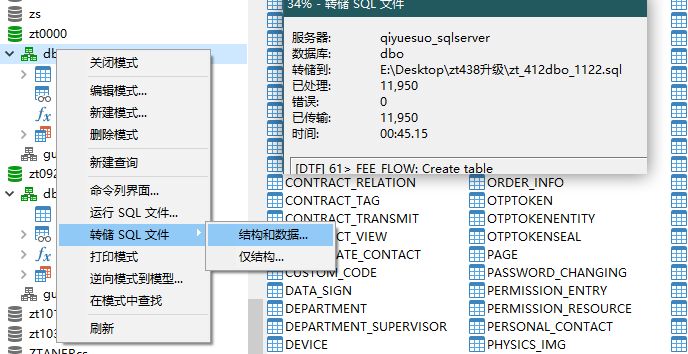 zs
zt0000
db
gu
zt092
db
gu
zt101
zt103
ZTANERcs
关闭模式
编辑模式...
新建模式...
删除模式
新建查询
命令列界面...
运行 SQL 文件...
转储 SQL 文件
打印模式
逆向模式到模型...
在模式中查找
刷新
结构和数据...
仅结构...
34% - 转储 SQL 文件
服务器: qiyuesuo_sqlserver
数据库: dbo
转储到: E:\Desktop\zt438升级\zt_412dbo_1122.sql
已处理: 11,950
错误: 0
已传输: 11,950
时间: 00:45.15
[DTF] 61> FEE_FLOW: Create table
CONTRACT_RELATION
CONTRACT_TAG
CONTRACT_TRANSMIT
CT_VIEW
ATE_CONTACT
CUSTOM_CODE
DATA_SIGN
DEPARTMENT
DEPARTMENT_SUPERVISOR
DEVICE
ORDER_INFO
OTPTOKEN
OTPTOKENENTITY
OTPTOKENSEAL
PAGE
PASSWORD_CHANGING
PERMISSION_ENTRY
PERMISSION_RESOURCE
PERSONAL_CONTACT
PHYSICS_IMG